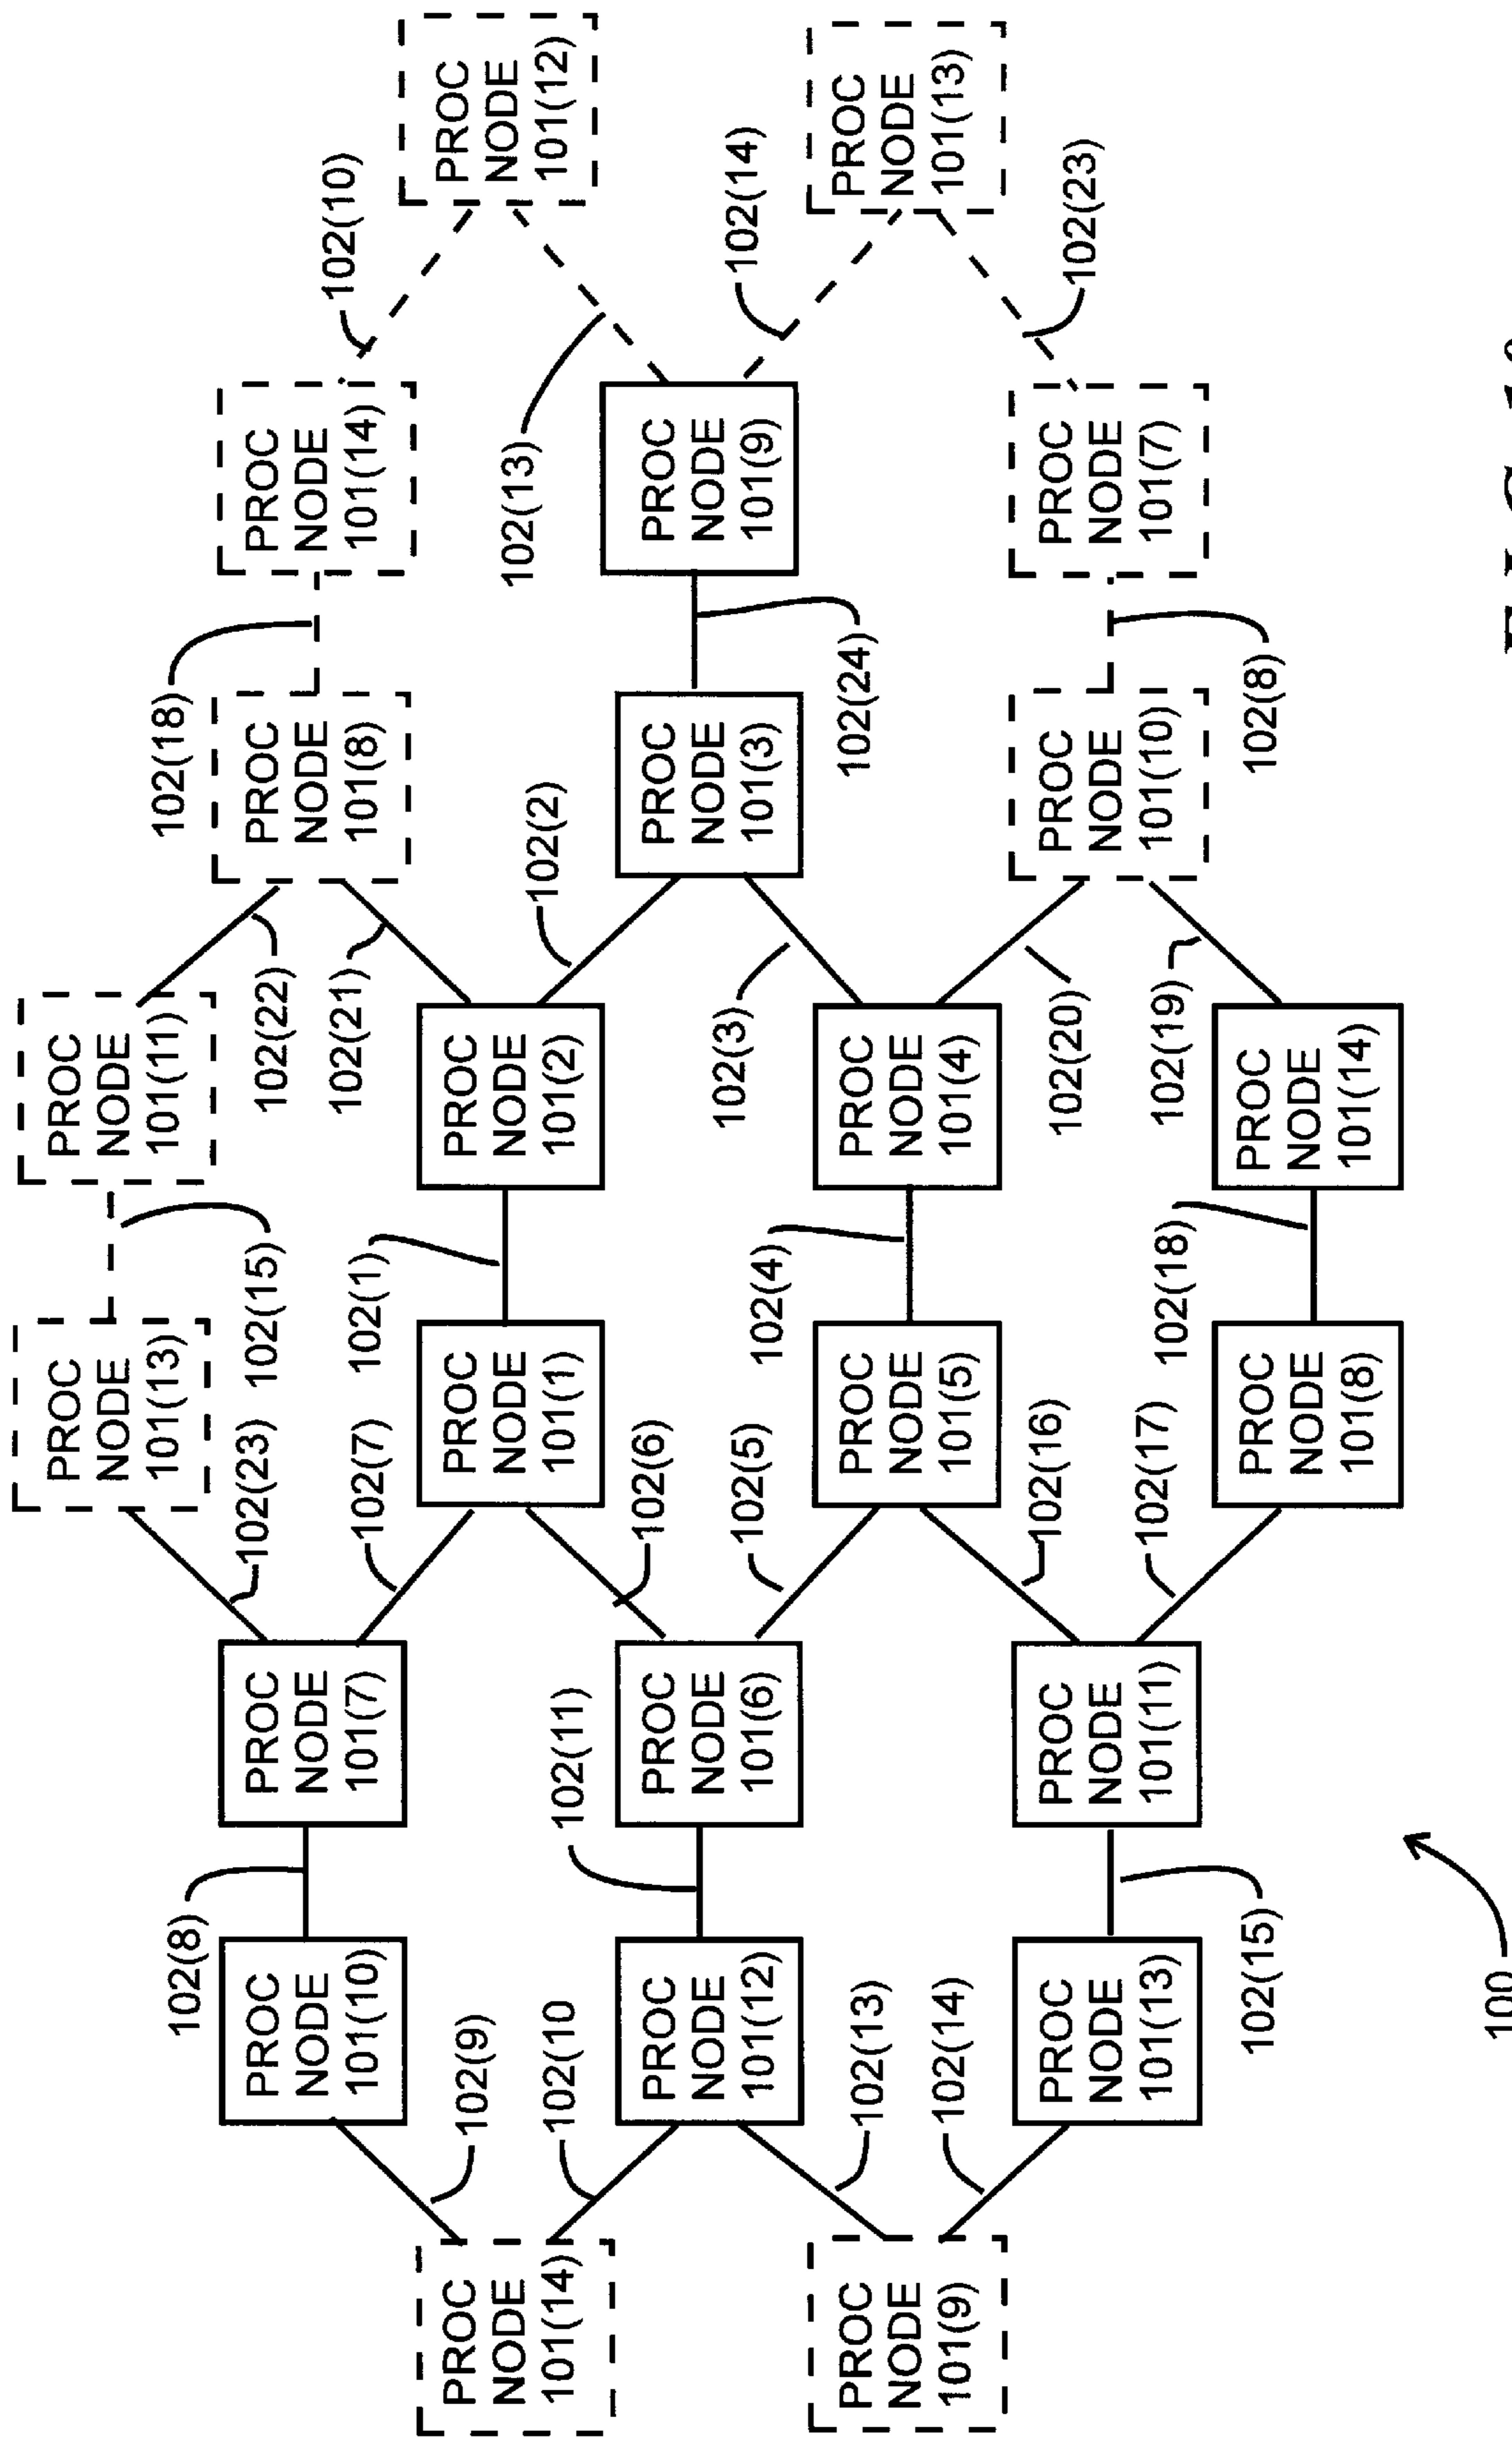 PROC
NODE
101(13)
PROC
NODE
101(11)
102(8)
102(18)
102(23)
102(15)
102(22)
PROC
NODE
101(10)
PROC
NODE
101(7)
PROC
NODE
101(8)
PROC
NODE
101(14)
102(7)
102(1)
102(21)
102(10)
102(9)
PROC
NODE
101(14)
PROC
NODE
101(1)
PROC
NODE
101(2)
PROC
NODE
101(12)
102(10
102(11)
102(2)
102(13)
102(6)
PROC
NODE
101(12)
PROC
NODE
101(6)
PROC
NODE
101(3)
PROC
NODE
101(9)
102(5)
102(4)
102(3)
102(14)
102(13)
102(24)
PROC
NODE
101(9)
PROC
NODE
101(5)
PROC
NODE
101(4)
PROC
NODE
101(13)
102(14)
102(16)
102(20)
102(23)
PROC
NODE
101(13)
PROC
NODE
101(11)
PROC
NODE
101(10)
PROC
NODE
101(7)
102(17)
102(18)
102(19)
102(15)
102(8)
PROC
NODE
101(8)
PROC
NODE
101(14)
100